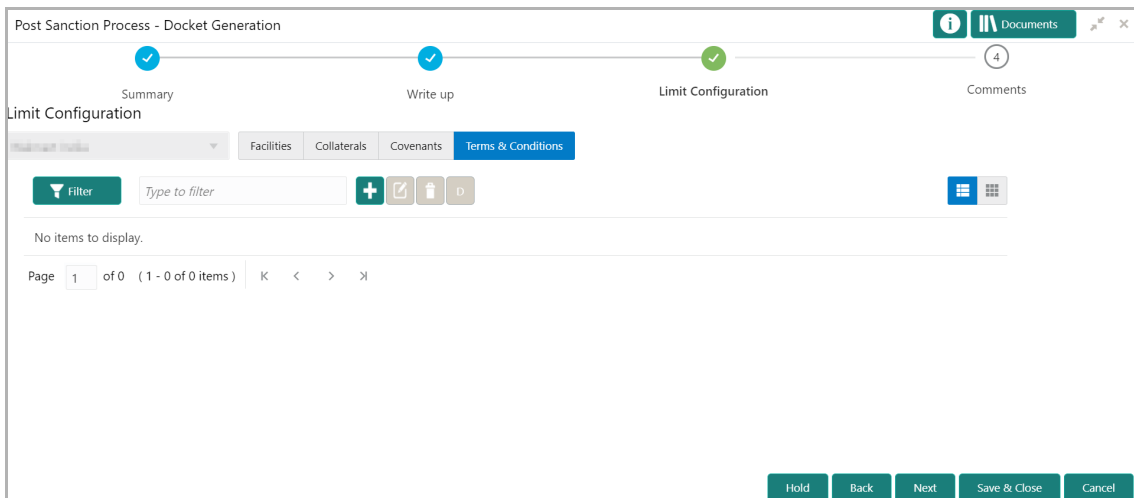 Post Sanction Process - Docket Generation
i Documents
4
Summary Write up Limit Configuration Comments
Limit Configuration
Facilities Collaterals Covenants Terms & Conditions
Filter Type to filter D
No items to display.
Page 1 of 0 ( 1 - 0 of 0 items )
Hold Back Next Save & Close Cancel